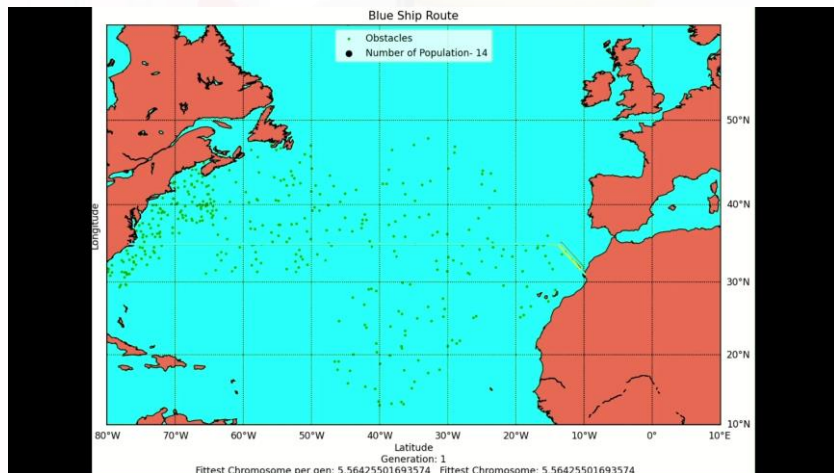 Blue Ship Route
Obstacles
Number of Population- 14
50°N
40°N
30°N
20°N
10°N
Longitude
80°W 70°W 60°W 50°W 40°W 30°W 20°W 10°W 0° 10°E
Latitude
Generation: 1
Fittest Chromosome per gen: 5.56425501693574 Fittest Chromosome: 5.56425501693574